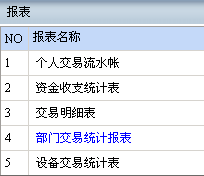 报表
NO 报表名称
1 个人交易流水帐
2 资金收支统计表
3 交易明细表
4 部门交易统计报表
5 设备交易统计表